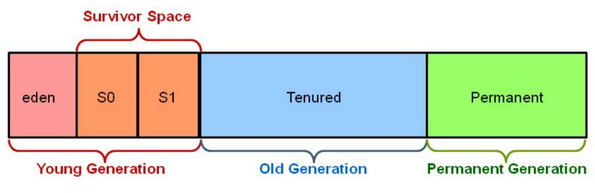 Survivor Space
eden S0 S1 Tenured Permanent
Young Generation Old Generation Permanent Generation